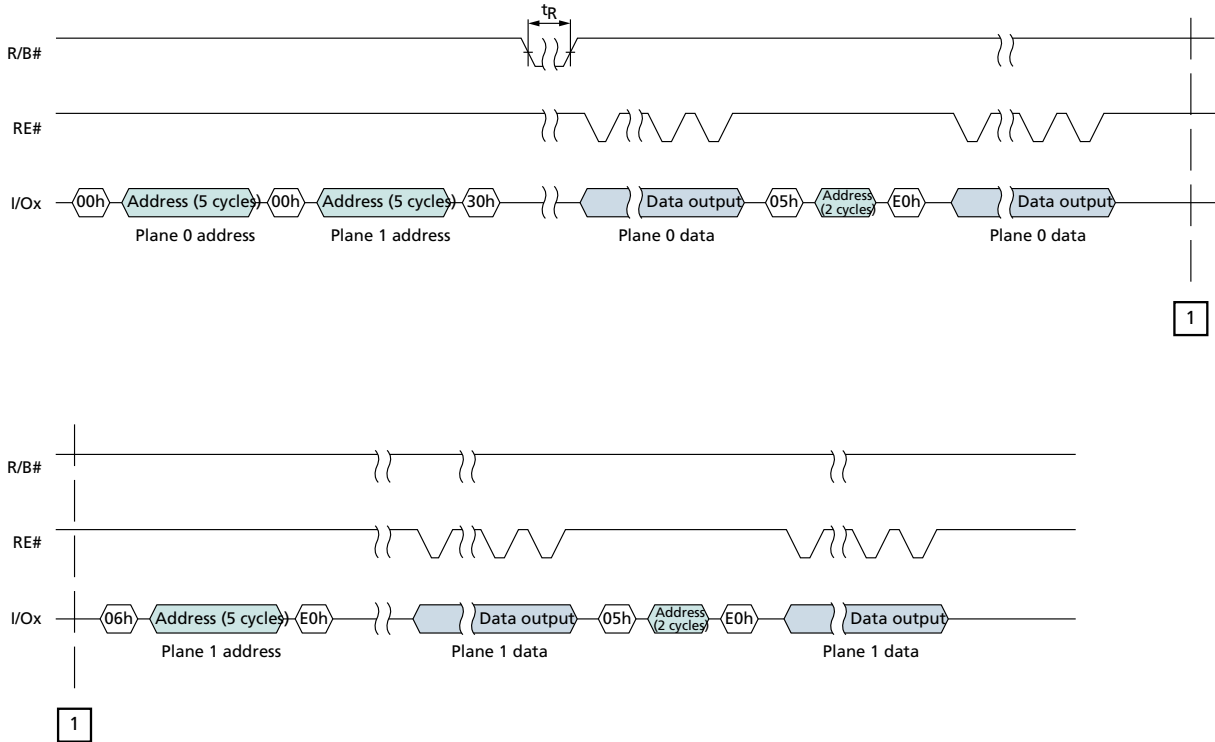 tR
R/B#
RE#
I/Ox
00h Address (5 cycles) 00h Address (5 cycles) 30h Data output 05h Address (2 cycles) E0h Data output
Plane 0 address Plane 1 address Plane 0 data Plane 0 data
1
R/B#
RE#
I/Ox
06h Address (5 cycles) E0h Data output 05h Address (2 cycles) E0h Data output
Plane 1 address Plane 1 data Plane 1 data
1